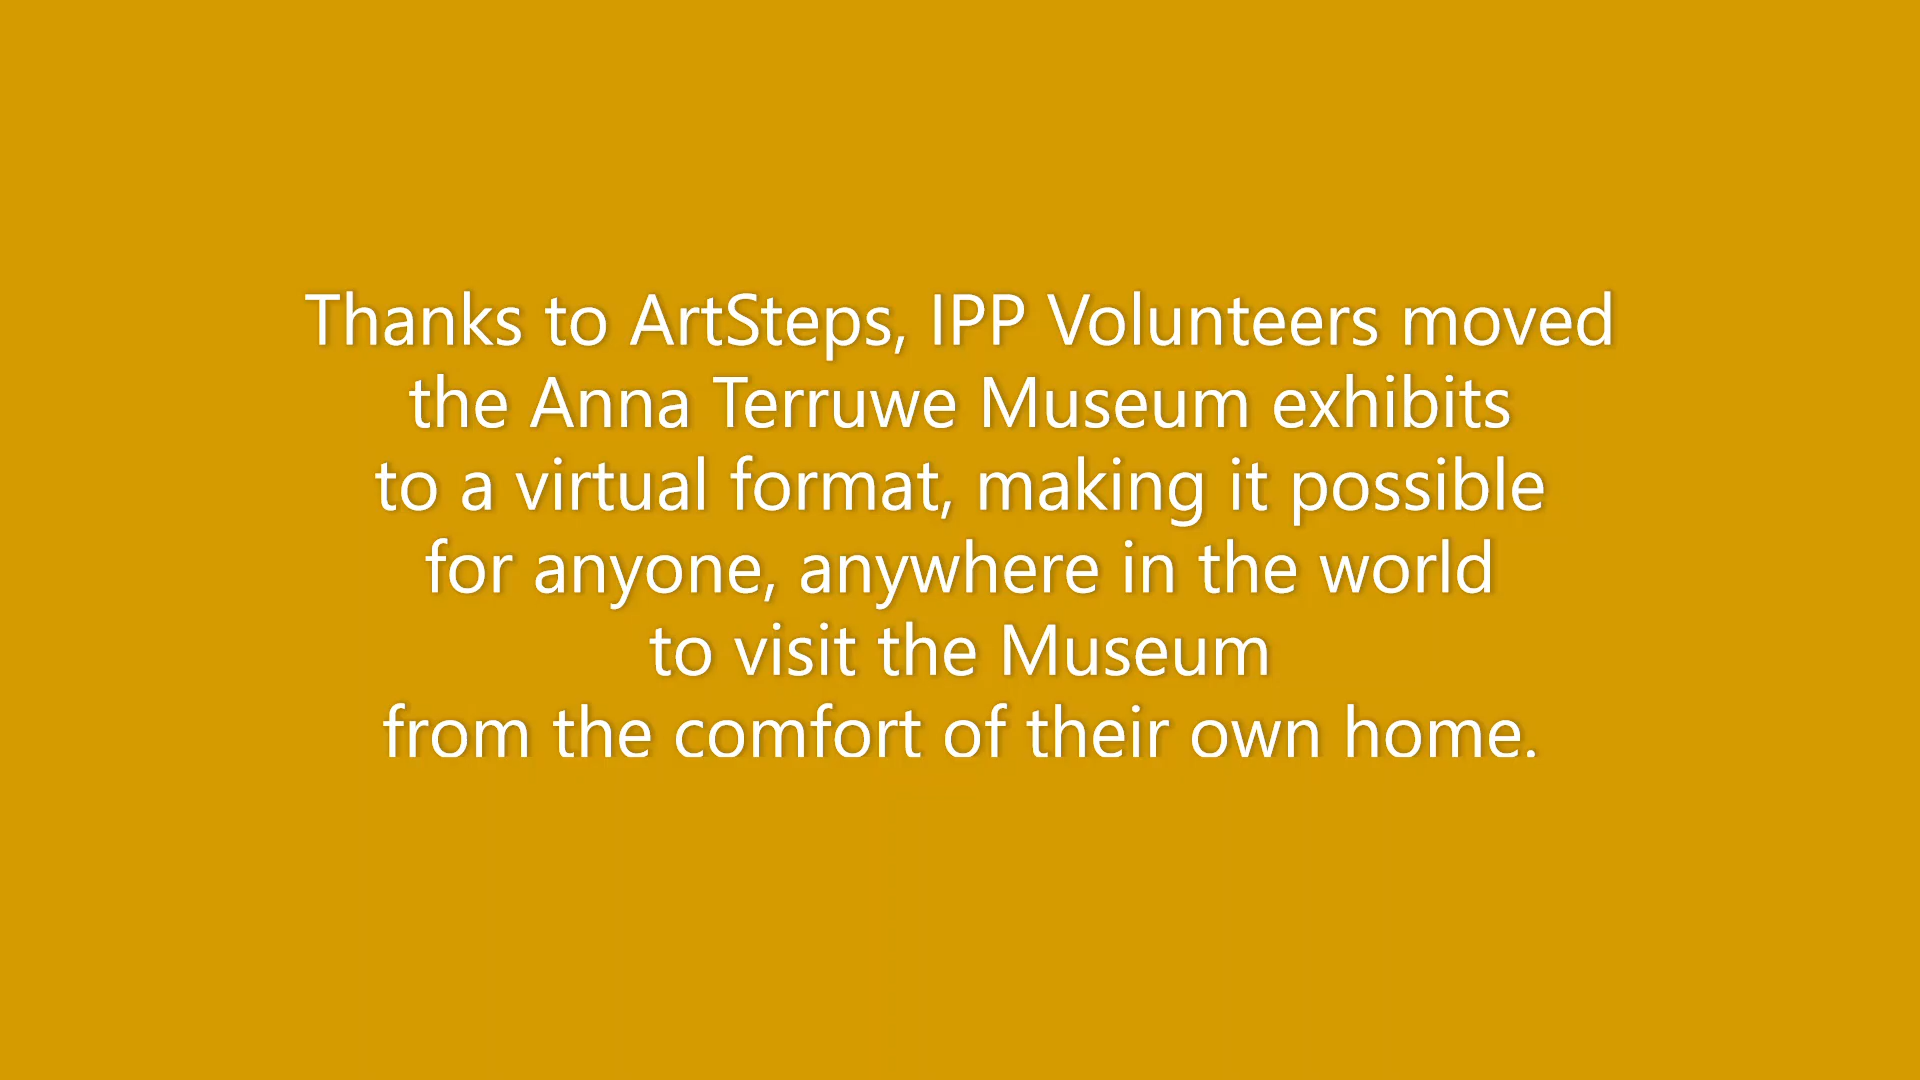 Thanks to ArtSteps, IPP Volunteers moved
the Anna Terruwe Museum exhibits
to a virtual format, making it possible
for anyone, anywhere in the world
to visit the Museum
from the comfort of their own home.